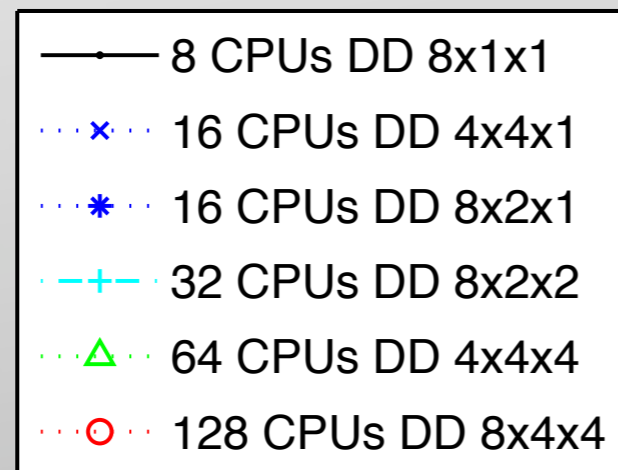 8 CPUs DD 8x1x1
16 CPUs DD 4x4x1
16 CPUs DD 8x2x1
32 CPUs DD 8x2x2
64 CPUs DD 4x4x4
128 CPUs DD 8x4x4